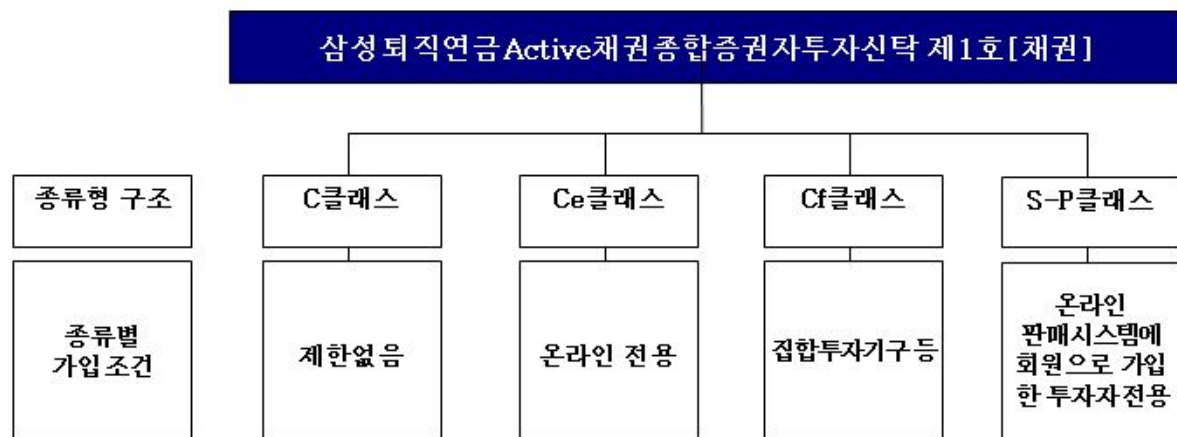 삼성퇴직연금Active채권종합증권자투자신탁 제1호[채권]
종류형 구조
C클래스
Ce클래스
Cf클래스
S-P클래스
종류별
가입조건
제한없음
온라인 전용
집합투자기구 등
온라인
판매시스템에
회원으로 가입
한 투자자전용